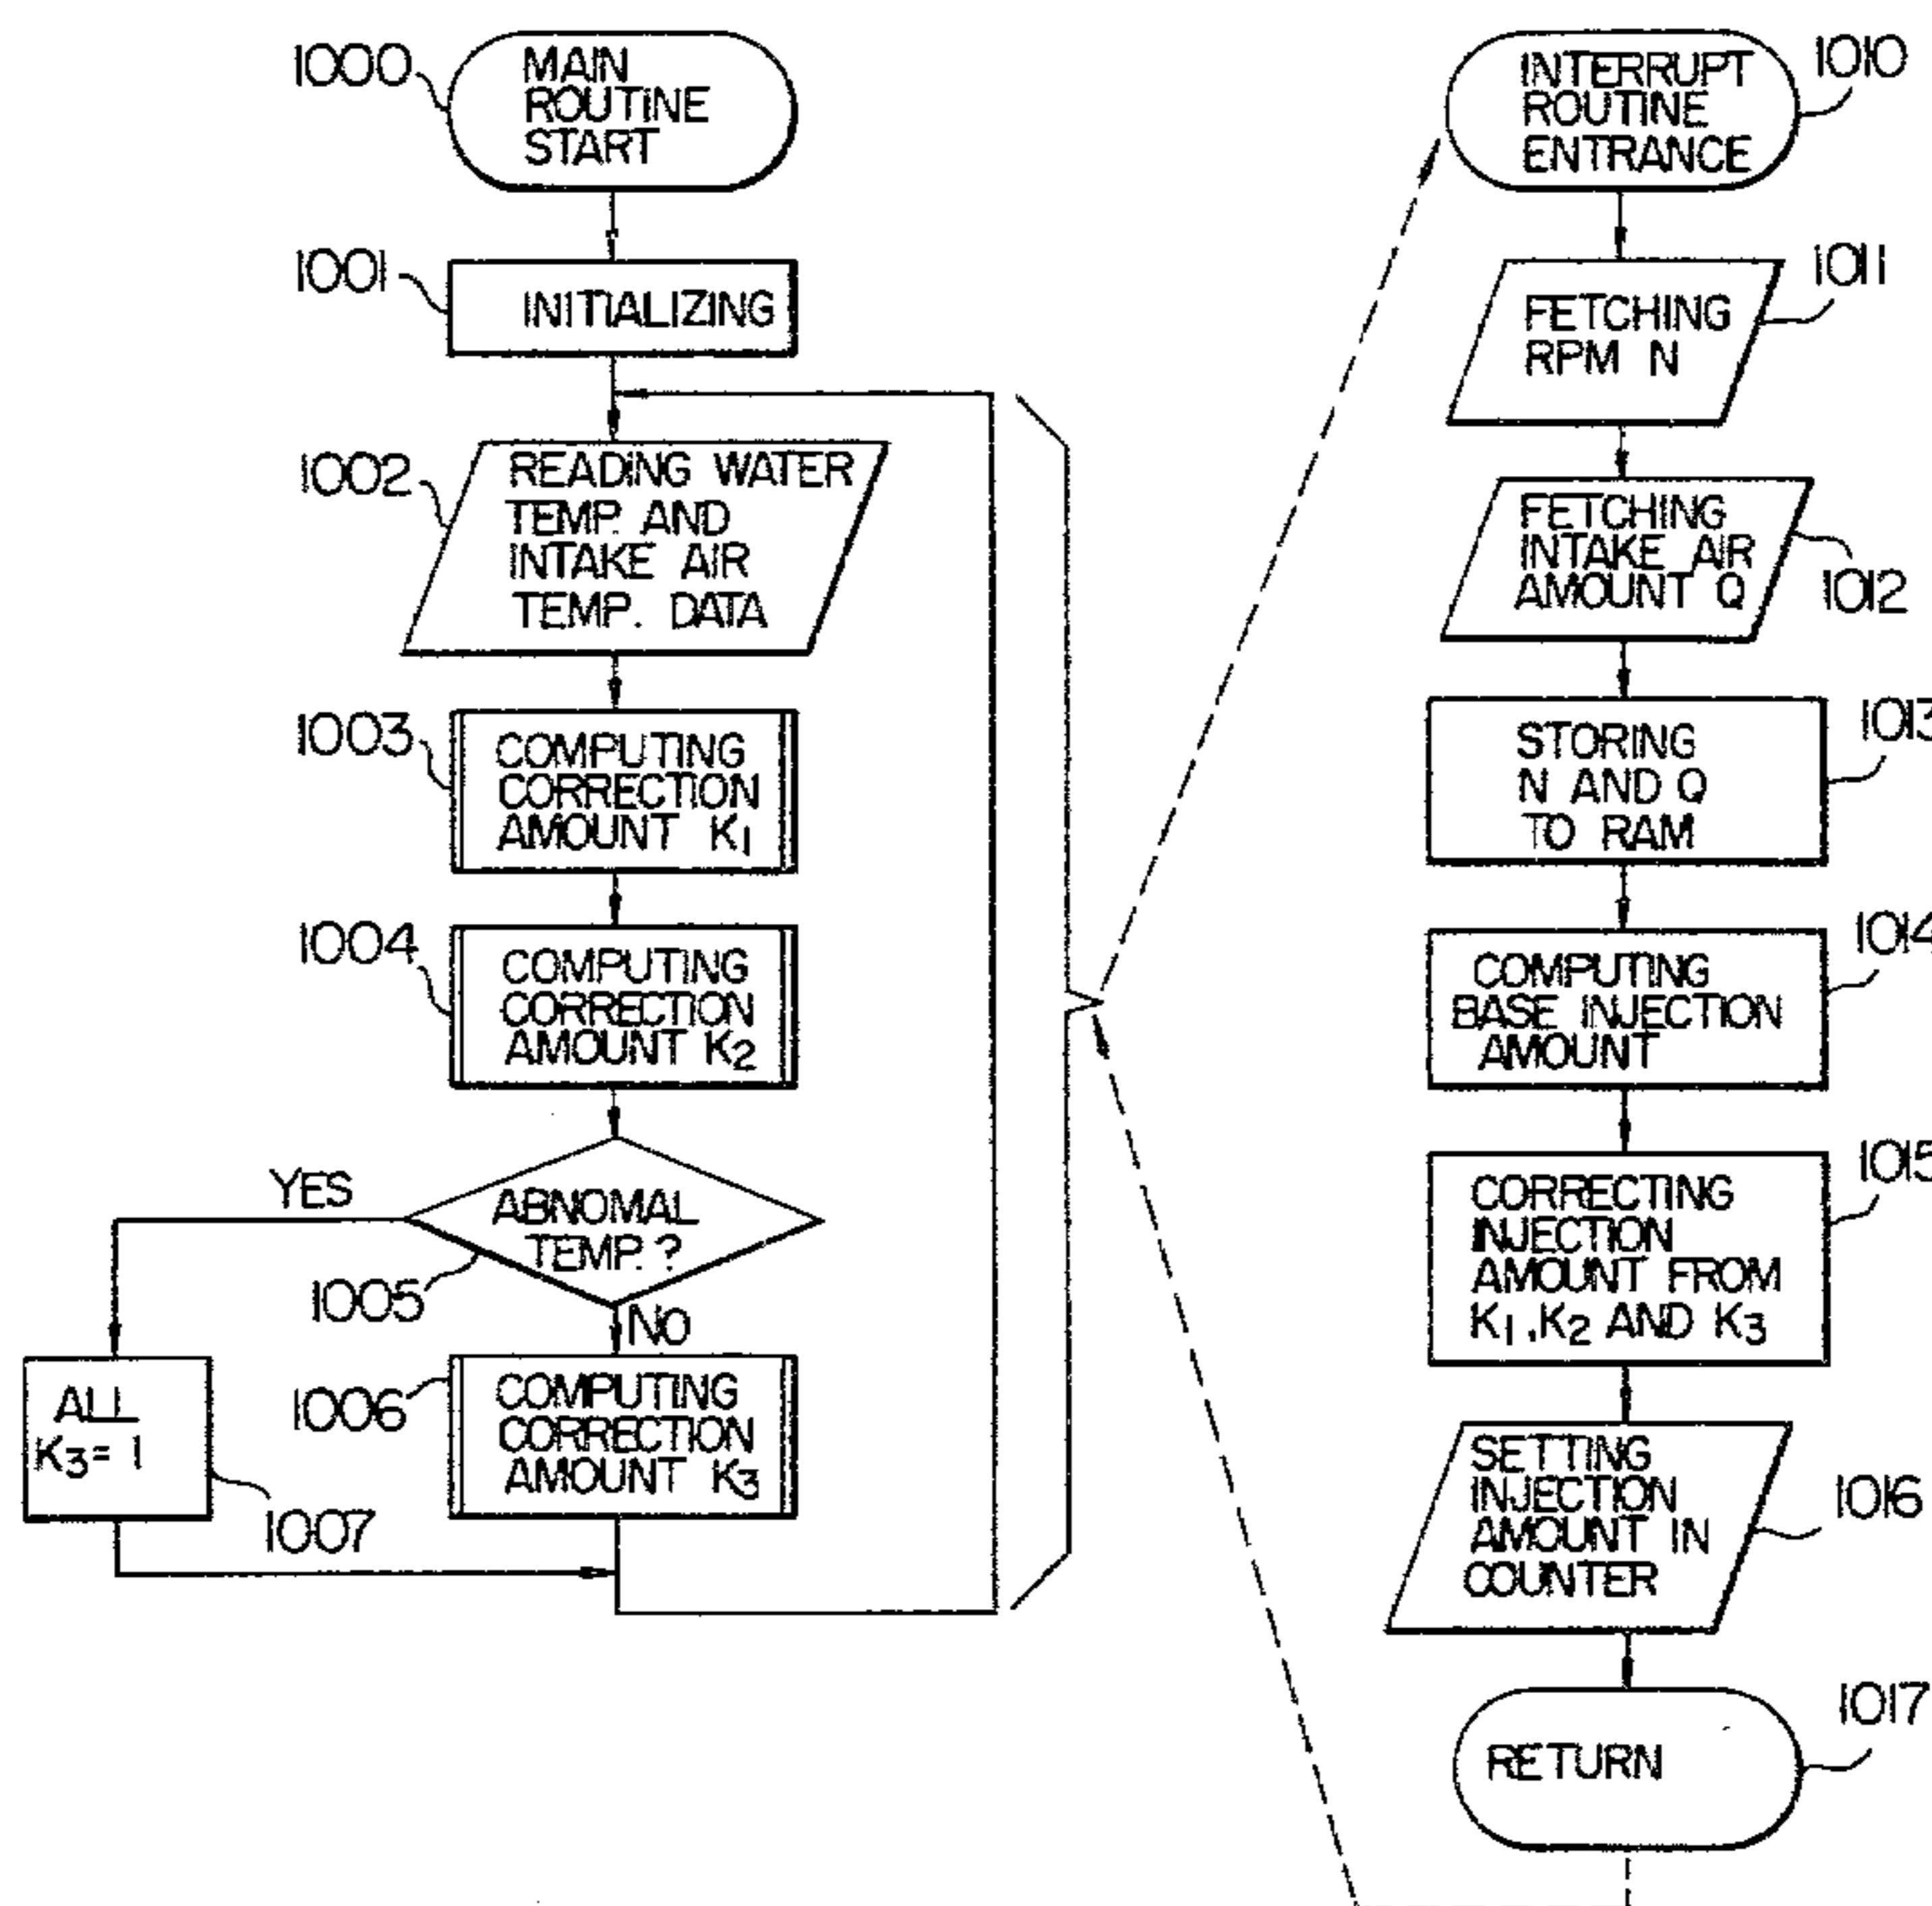 1000
MAIN
ROUTINE
START
1001
INITIALIZING
1002
READING WATER
TEMP. AND
INTAKE AIR
TEMP. DATA
1003
COMPUTING
CORRECTION
AMOUNT K1
1004
COMPUTING
CORRECTION
AMOUNT K2
YES
ABNOMAL
TEMP.?
1005
NO
1006
COMPUTING
CORRECTION
AMOUNT K3
ALL
K3= 1
1007
INTERRUPT
ROUTINE
ENTRANCE
1010
FETCHING
RPM N
1011
FETCHING
INTAKE AIR
AMOUNT Q
1012
STORING
N AND Q
TO RAM
1013
COMPUTING
BASE INJECTION
AMOUNT
1014
CORRECTING
INJECTION
AMOUNT FROM
K1,K2 AND K3
1015
SETTING
INJECTION
AMOUNT IN
COUNTER
1016
RETURN
1017